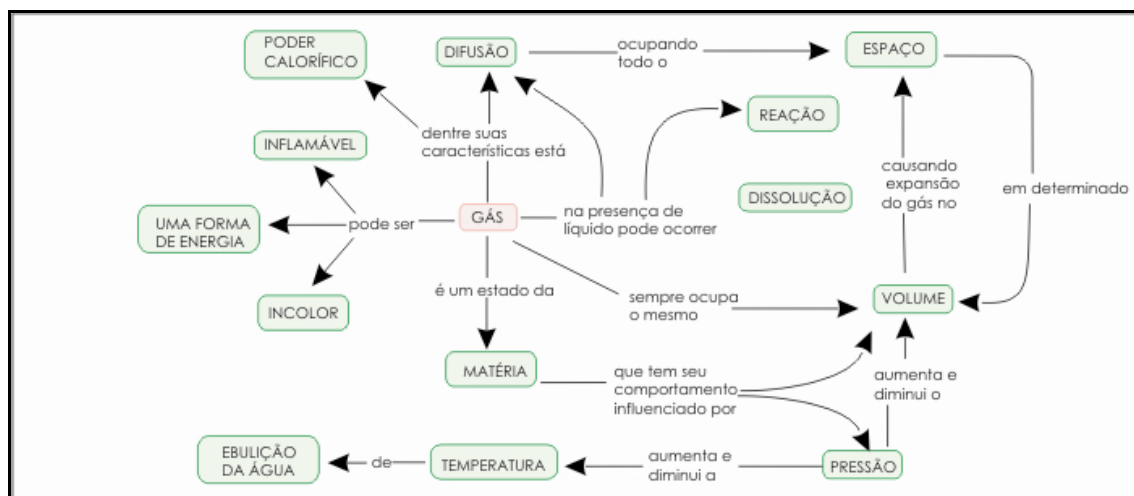 PODER
CALORÍFICO
DIFUSÃO
ocupando
todo o
ESPAÇO
dentre suas
características está
REAÇÃO
INFLAMÁVEL
causando
expansão
do gás no
em determinado
DISSOLUÇÃO
UMA FORMA
DE ENERGIA
pode ser
GÁS
na presença de
líquido pode ocorrer
é um estado da
sempre ocupa
o mesmo
VOLUME
INCOLOR
MATÉRIA
que tem seu
comportamento
influenciado por
aumenta e
diminui o
EBULIÇÃO
DA ÁGUA
de
TEMPERATURA
aumenta e
diminui a
PRESSÃO